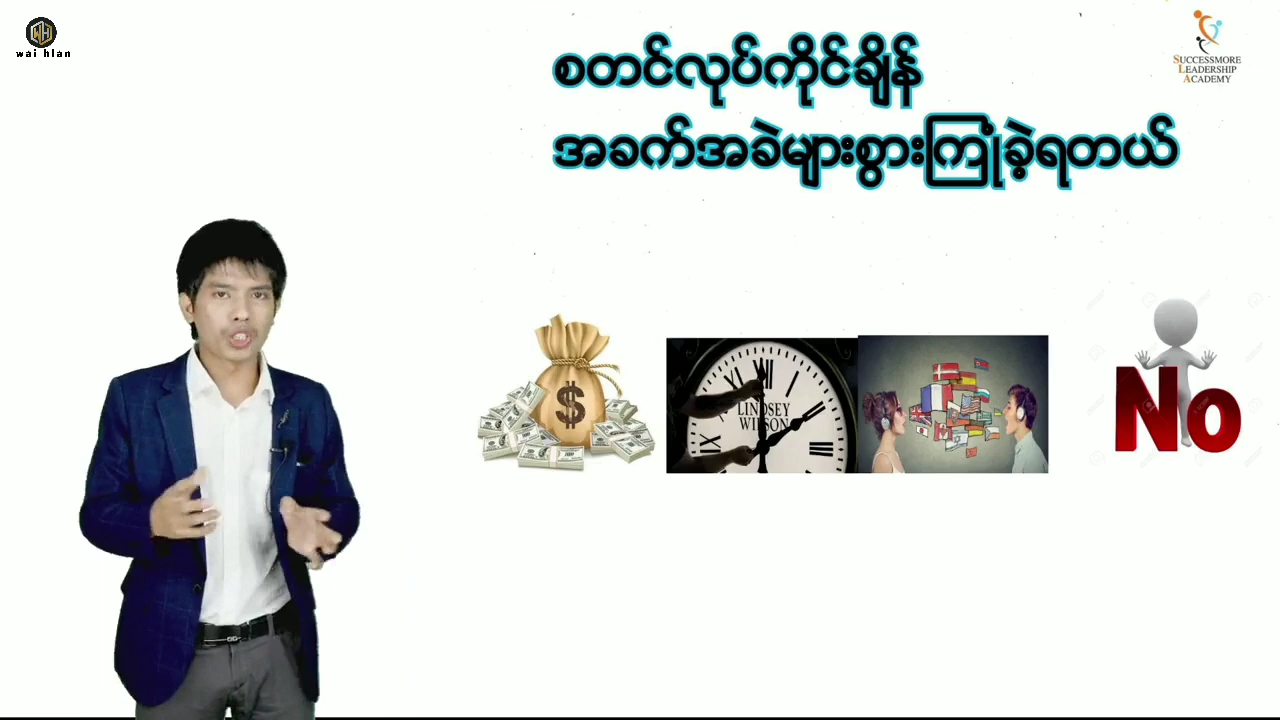 WH
wai hlan
စတင်လုပ်ကိုင်ချိန်
အခက်အခဲများစွာကြုံခဲ့ရတယ်
SUCCESSMORE
LEADERSHIP
ACADEMY
LINDSEY
WILSON
No